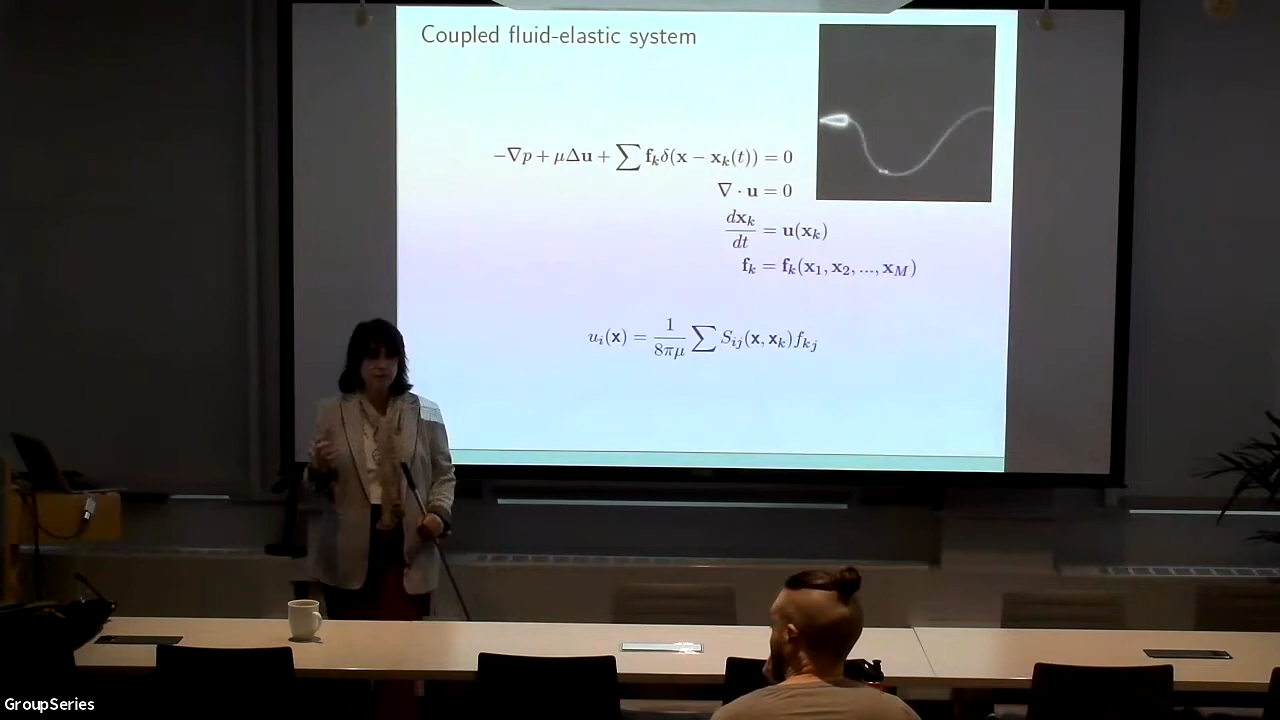 Coupled fluid-elastic system
−∇p + μΔu + ∑ f_k δ(x − x_k(t)) = 0
∇ · u = 0
dx_k/dt = u(x_k)
f_k = f_k(x_1, x_2, ..., x_M)
u_i(x) = 1/8πμ ∑ S_ij(x, x_k) f_kj
GroupSeries